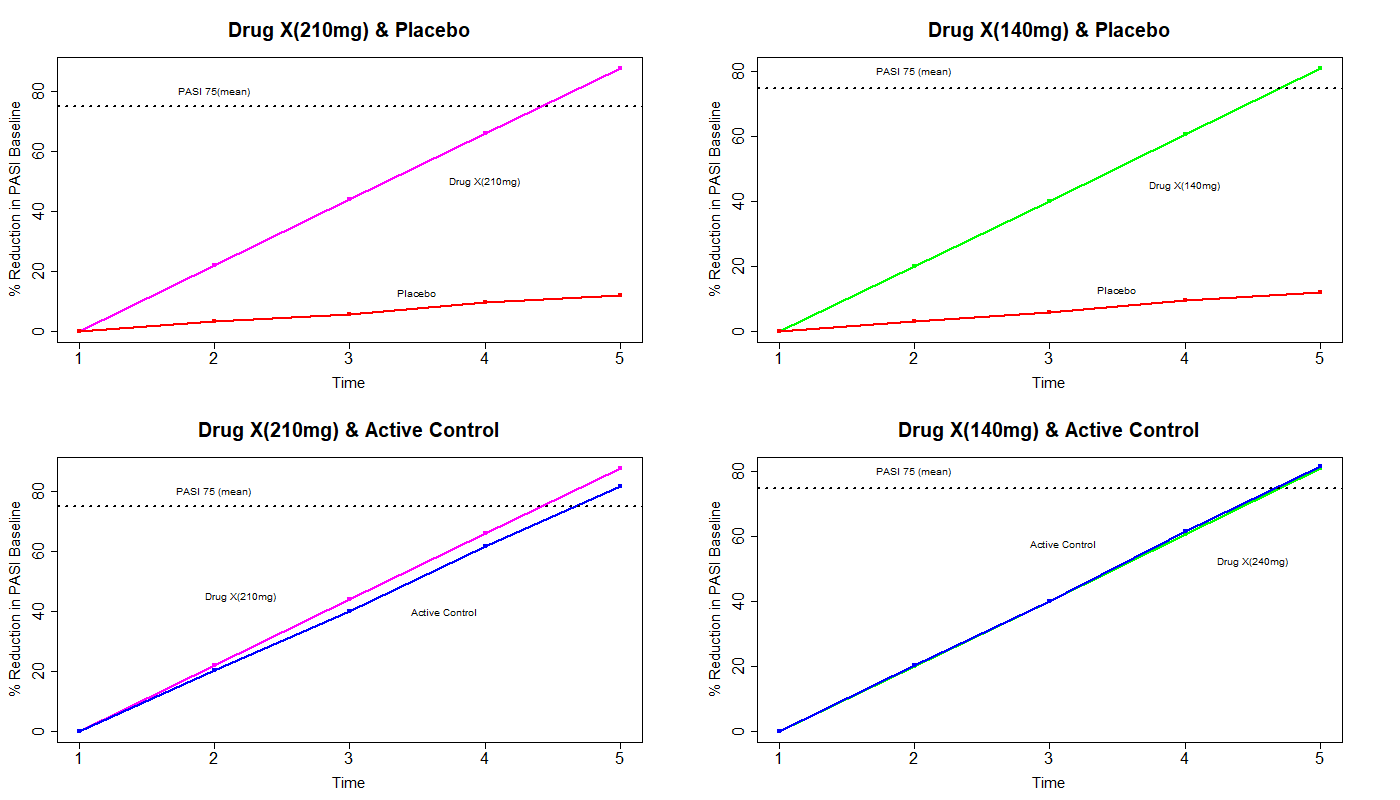 Drug X(210mg) & Placebo
% Reduction in PASI Baseline
80
60
40
20
0
PASI 75(mean)
Drug X(210mg)
Placebo
1 2 3 4 5
Time
Drug X(140mg) & Placebo
% Reduction in PASI Baseline
80
60
40
20
0
PASI 75 (mean)
Drug X(140mg)
Placebo
1 2 3 4 5
Time
Drug X(210mg) & Active Control
% Reduction in PASI Baseline
80
60
40
20
0
PASI 75 (mean)
Drug X(210mg)
Active Control
1 2 3 4 5
Time
Drug X(140mg) & Active Control
% Reduction in PASI Baseline
80
60
40
20
0
PASI 75 (mean)
Active Control
Drug X(240mg)
1 2 3 4 5
Time